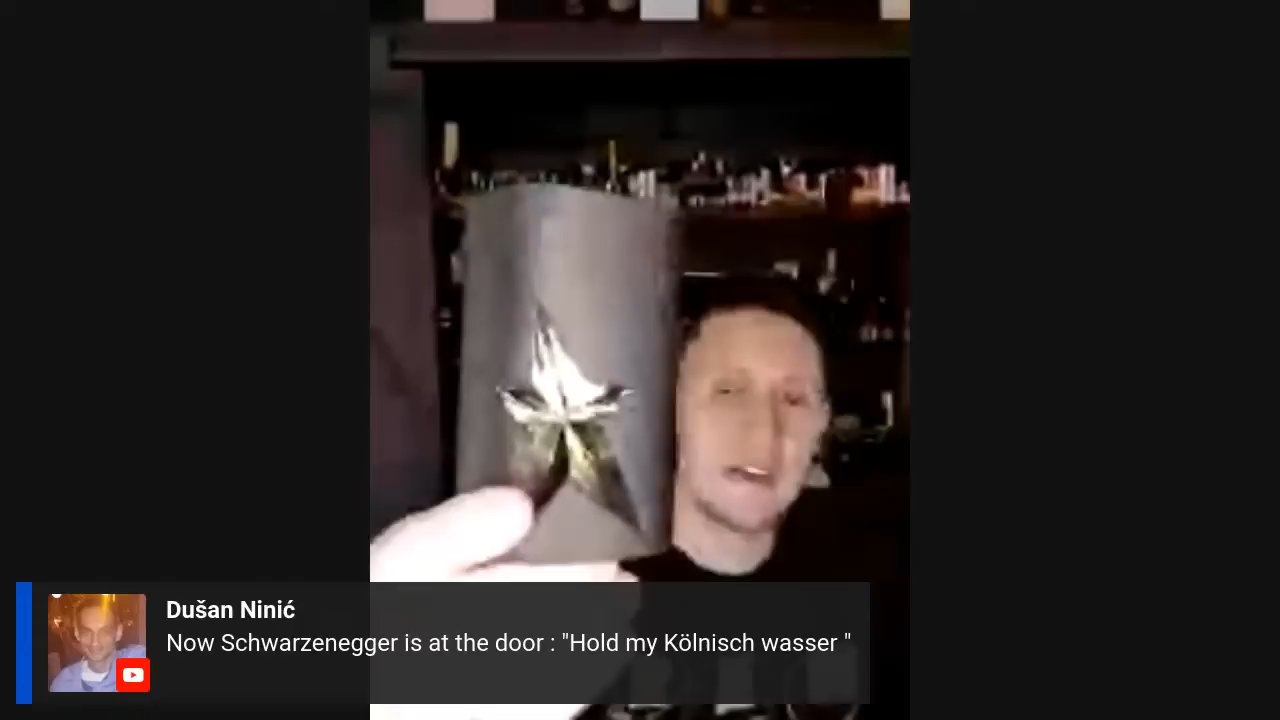 Dušan Ninić
Now Schwarzenegger is at the door : "Hold my Kölnisch wasser "